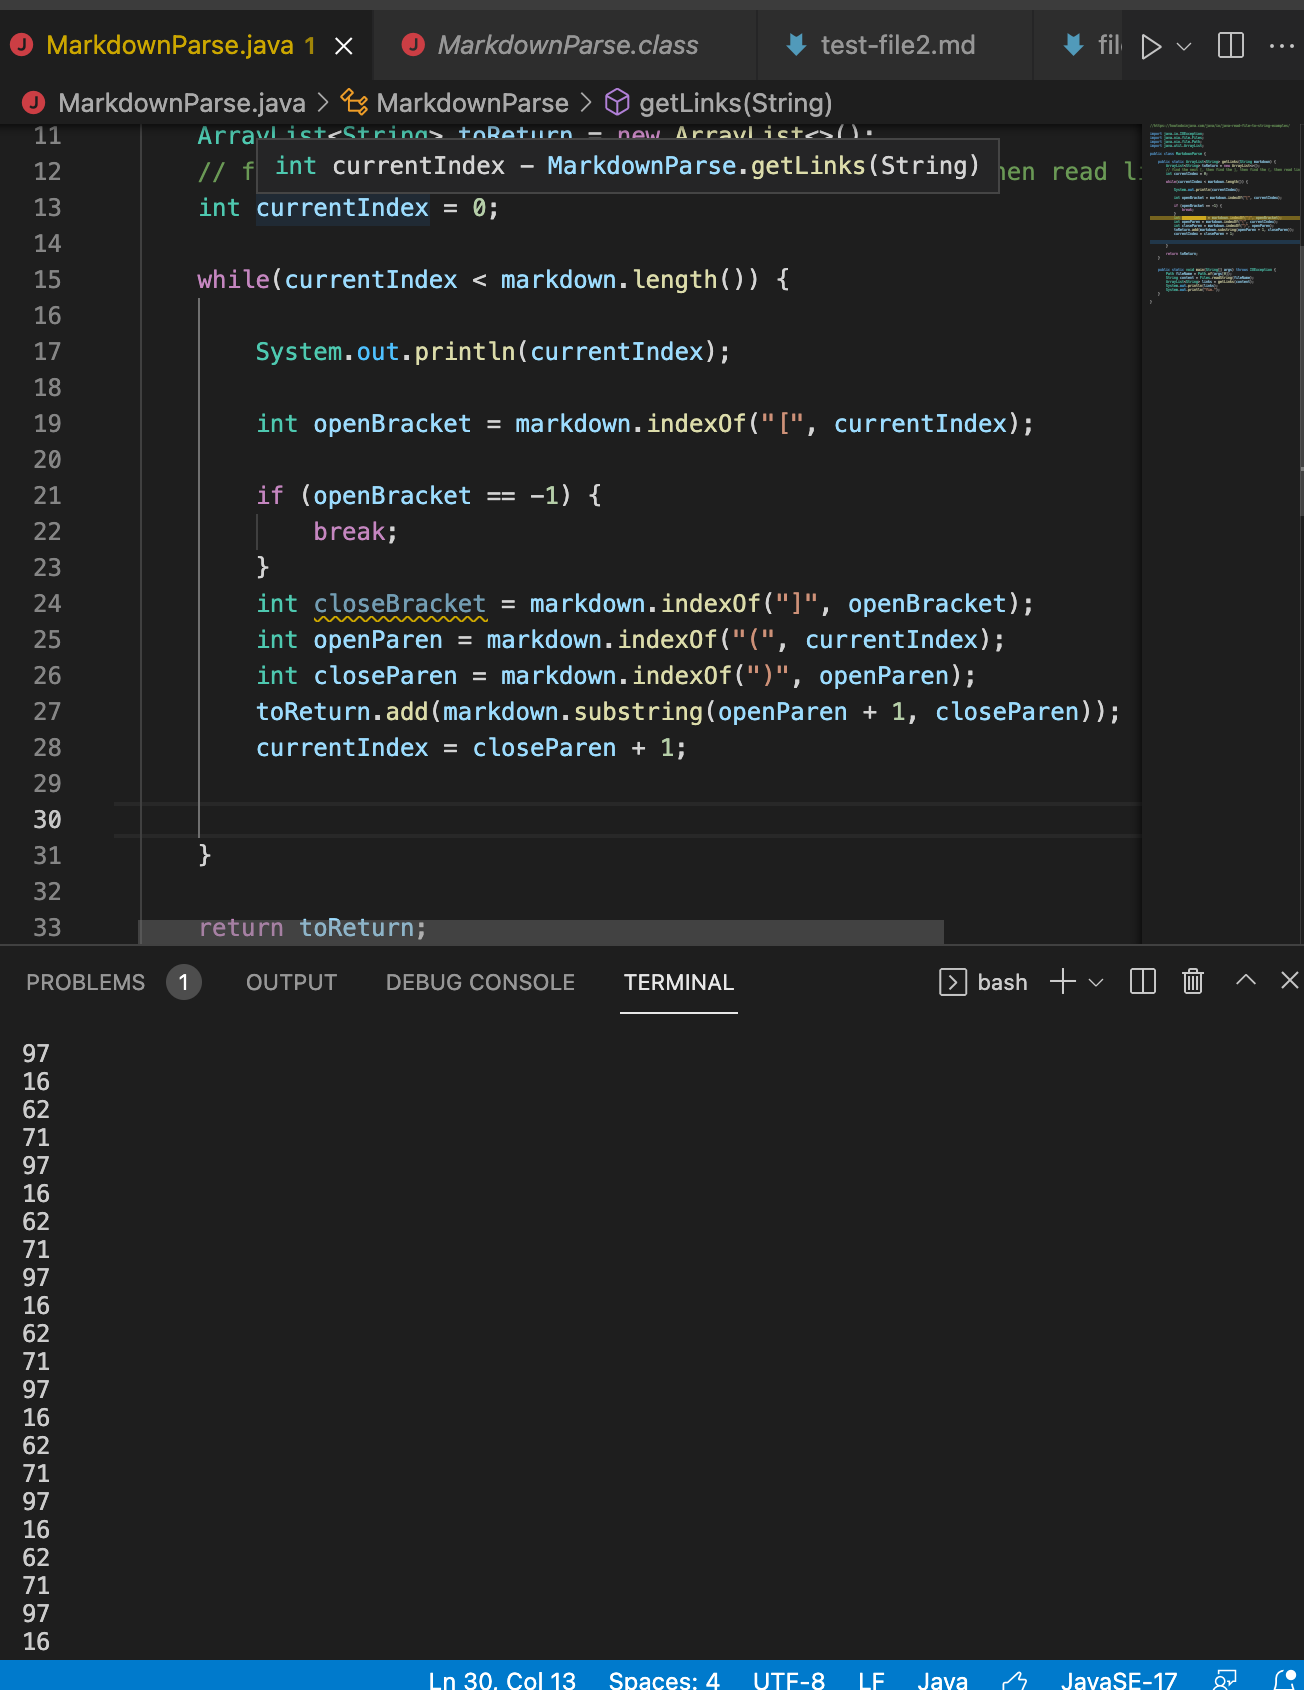 MarkdownParse.java 1
MarkdownParse.class
test-file2.md
MarkdownParse.java > MarkdownParse > getLinks(String)
11 ArrayList<String> toReturn = new ArrayList<>();
int currentIndex – MarkdownParse.getLinks(String)
12 // hen read
13 int currentIndex = 0;
14
15 while(currentIndex < markdown.length()) {
16
17 System.out.println(currentIndex);
18
19 int openBracket = markdown.indexOf("[", currentIndex);
20
21 if (openBracket == -1) {
22 break;
23 }
24 int closeBracket = markdown.indexOf("]", openBracket);
25 int openParen = markdown.indexOf("(", currentIndex);
26 int closeParen = markdown.indexOf(")", openParen);
27 toReturn.add(markdown.substring(openParen + 1, closeParen));
28 currentIndex = closeParen + 1;
29
30
31 }
32
33 return toReturn;
PROBLEMS 1 OUTPUT DEBUG CONSOLE TERMINAL bash
97
16
62
71
97
16
62
71
97
16
62
71
97
16
62
71
97
16
62
71
97
16
Ln 30, Col 13 Spaces: 4 UTF-8 LF Java JavaSE-17